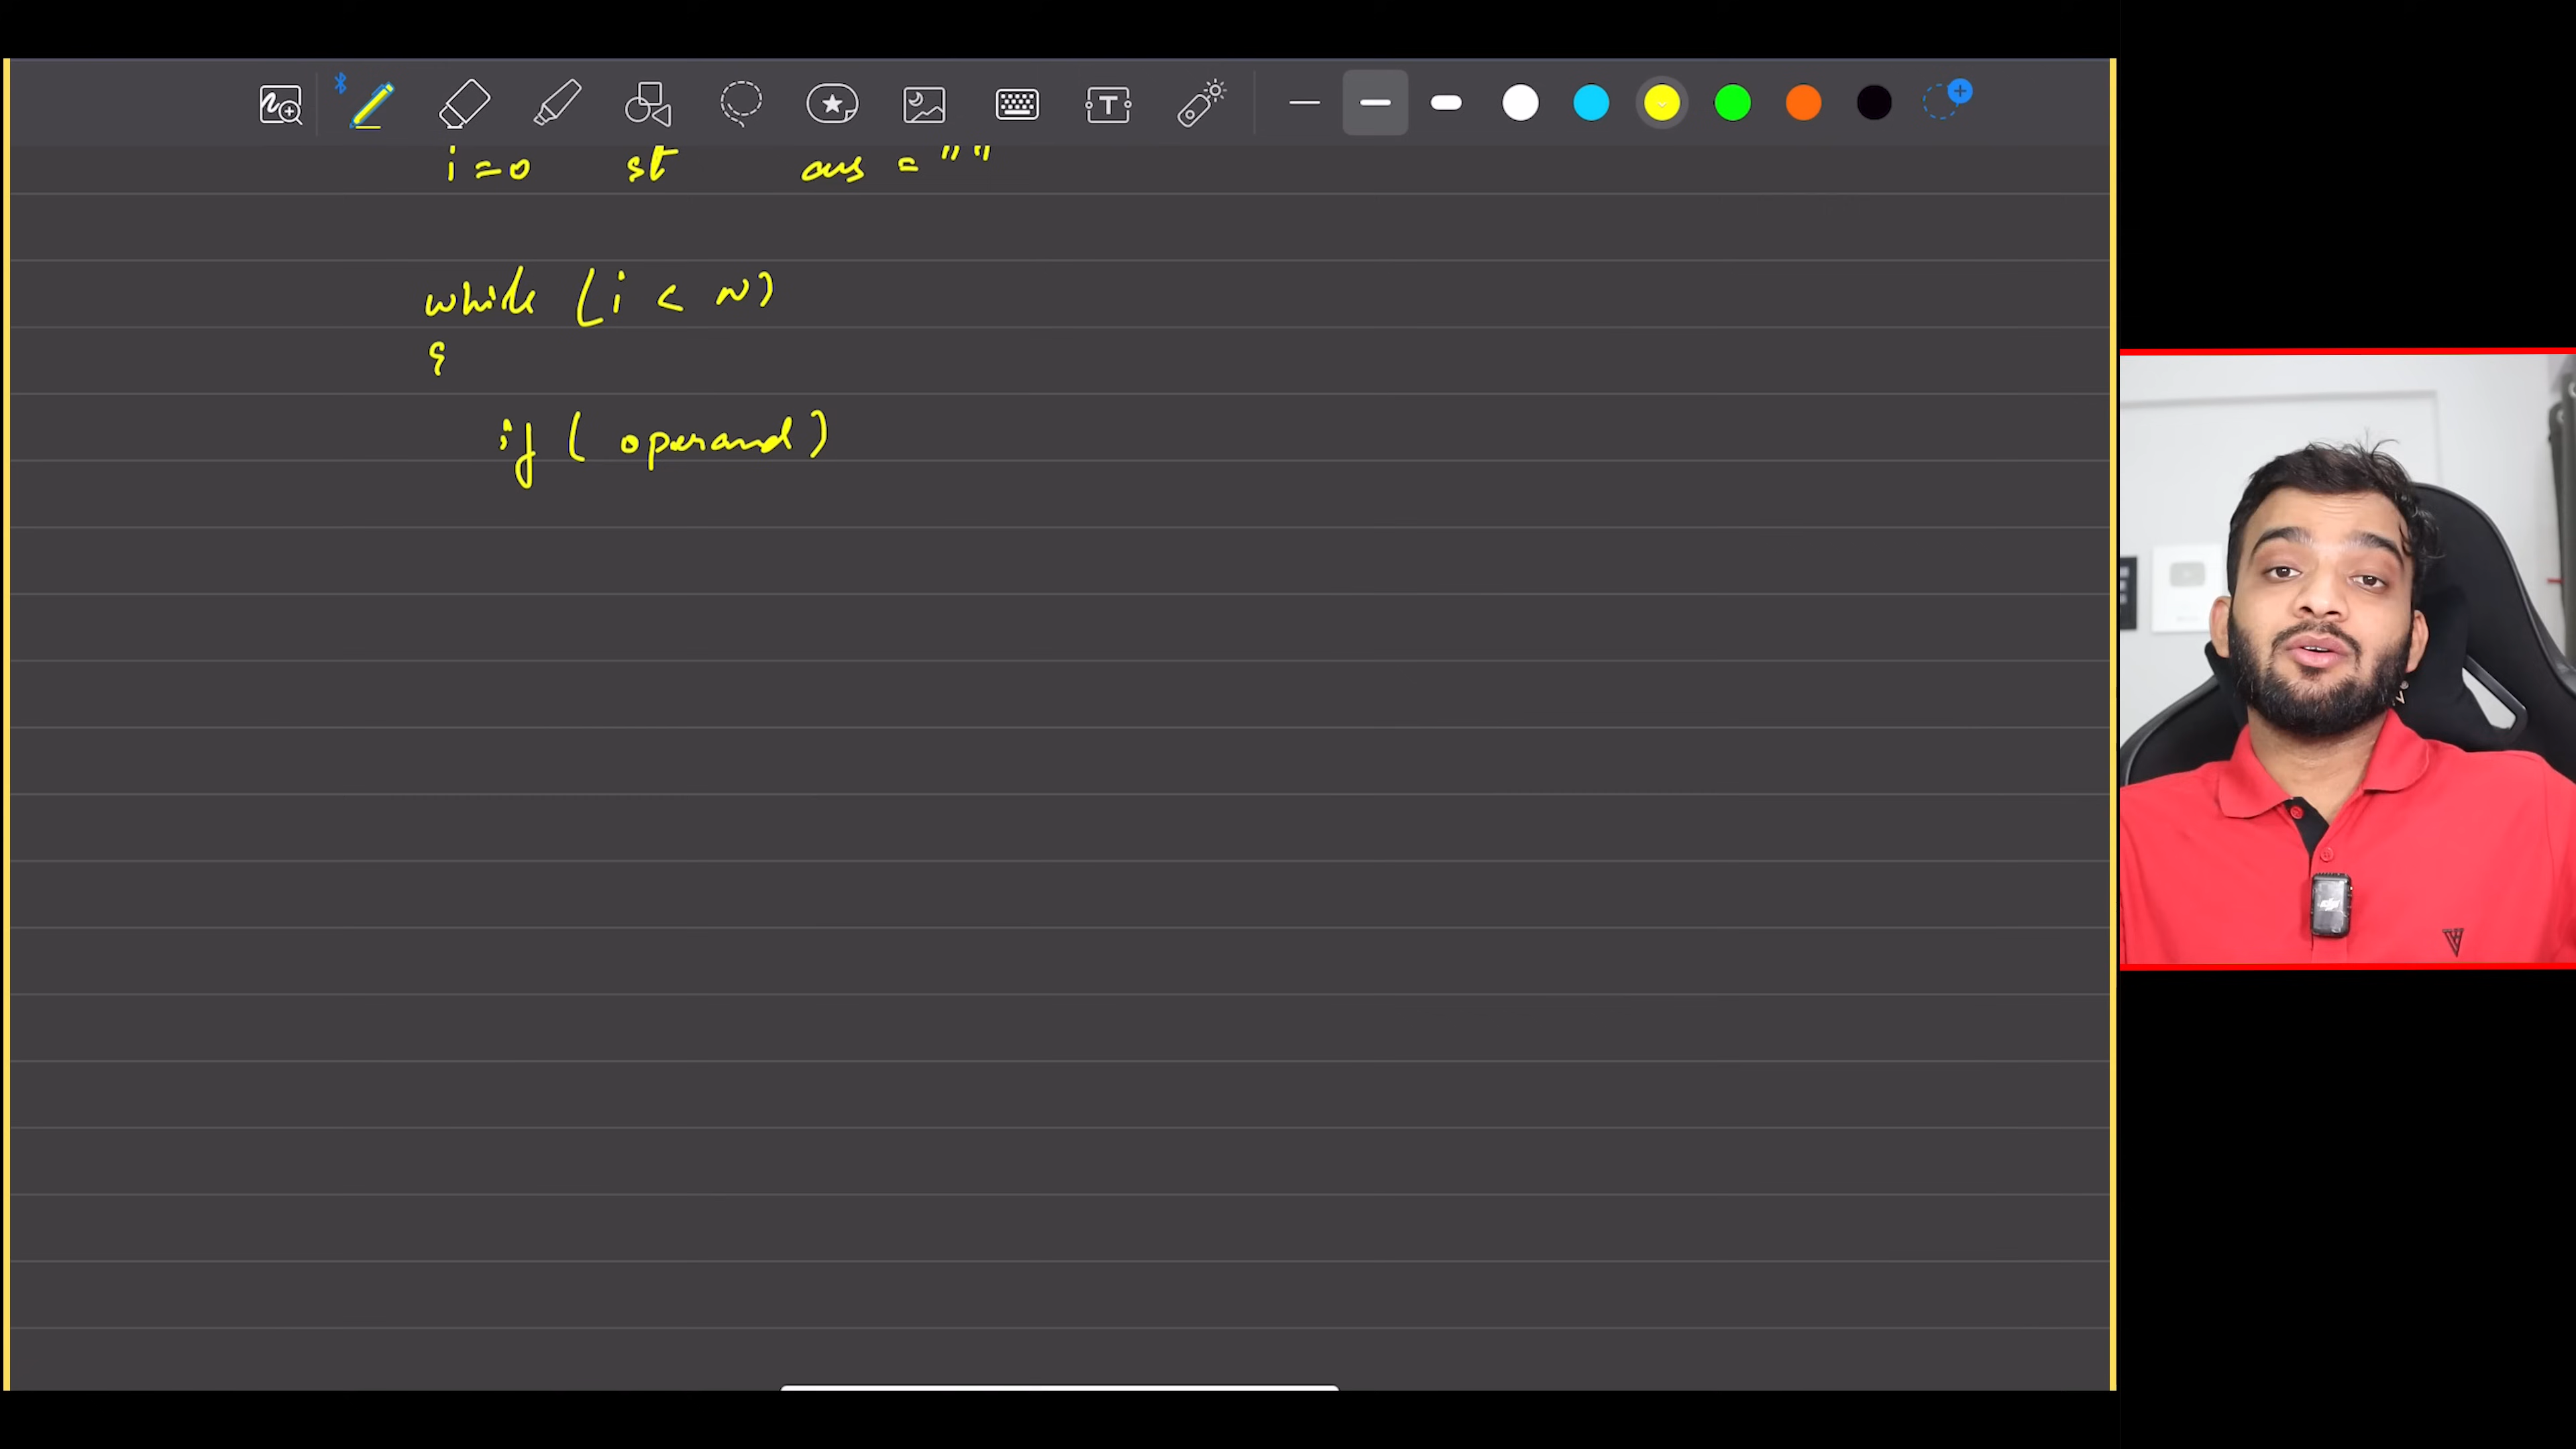 i = 0 st ans = " "
while (i < N)
{
if ( operand )